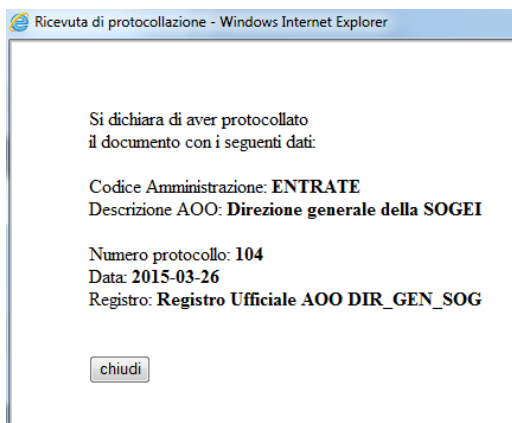 Ricevuta di protocollazione - Windows Internet Explorer
Si dichiara di aver protocollato
il documento con i seguenti dati:
Codice Amministrazione: ENTRATE
Descrizione AOO: Direzione generale della SOGEI
Numero protocollo: 104
Data: 2015-03-26
Registro: Registro Ufficiale AOO DIR_GEN_SOG
chiudi